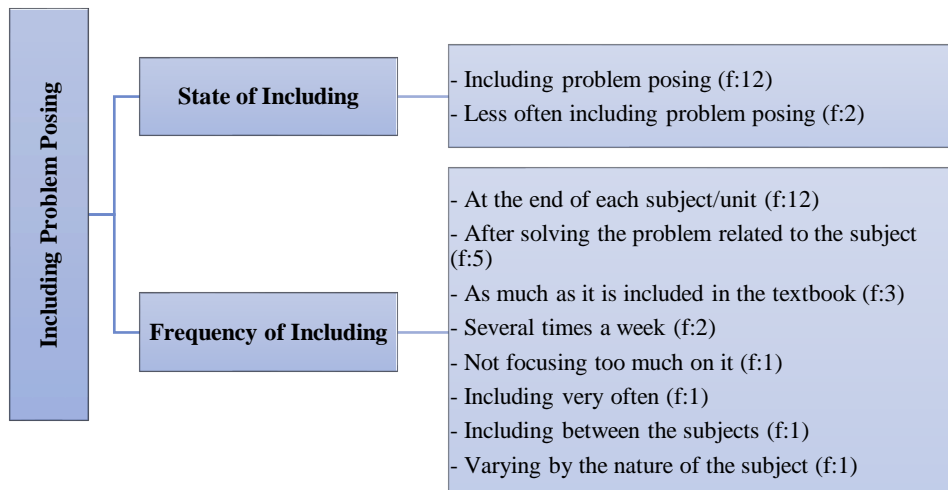 Including Problem Posing
State of Including
- Including problem posing (f:12)
- Less often including problem posing (f:2)
Frequency of Including
- At the end of each subject/unit (f:12)
- After solving the problem related to the subject
(f:5)
- As much as it is included in the textbook (f:3)
- Several times a week (f:2)
- Not focusing too much on it (f:1)
- Including very often (f:1)
- Including between the subjects (f:1)
- Varying by the nature of the subject (f:1)